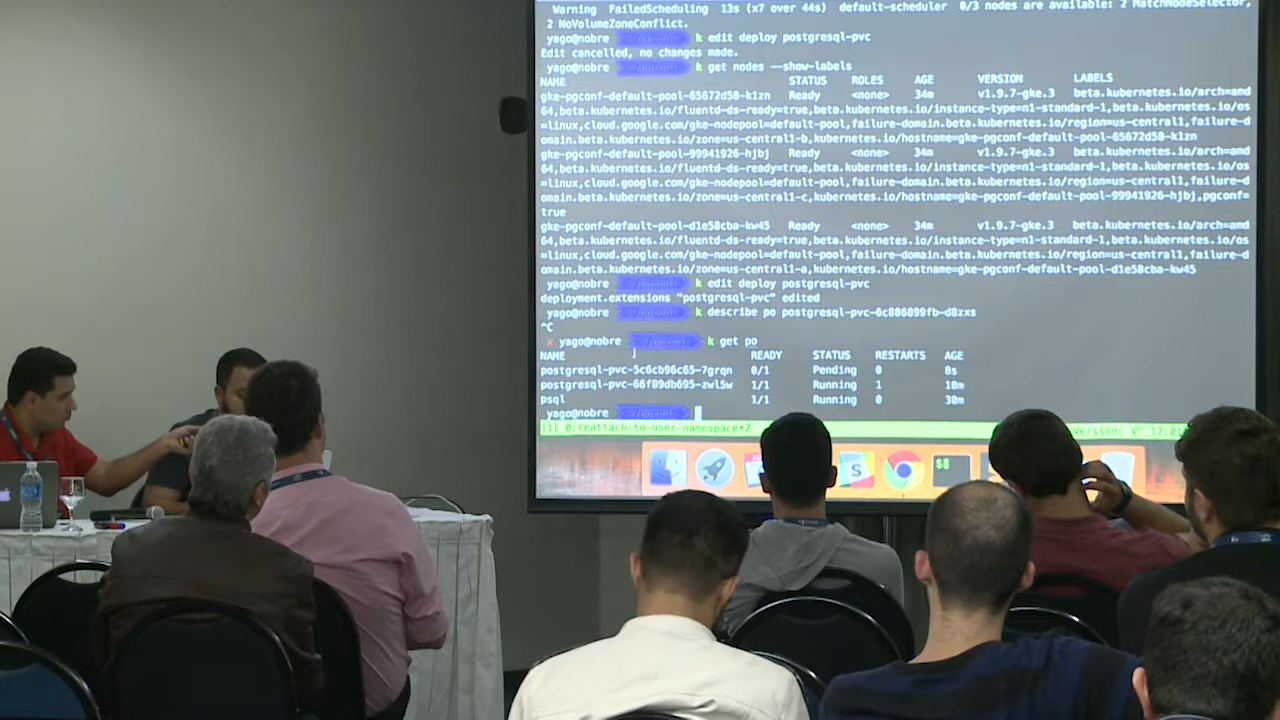 Warning FailedScheduling 13s (x7 over 44s) default-scheduler 0/3 nodes are available: 2 MatchNodeSelector,
2 NoVolumeZoneConflict.
yago@nobre k edit deploy postgresql-pvc
Edit cancelled, no changes made.
yago@nobre k get nodes --show-labels
NAME STATUS ROLES AGE VERSION LABELS
gke-pgconf-default-pool-65672d58-k1zn Ready <none> 34m v1.9.7-gke.3 beta.kubernetes.io/arch=amd
64,beta.kubernetes.io/fluentd-ds-ready=true,beta.kubernetes.io/instance-type=n1-standard-1,beta.kubernetes.io/os
=linux,cloud.google.com/gke-nodepool=default-pool,failure-domain.beta.kubernetes.io/region=us-central1,failure-d
omain.beta.kubernetes.io/zone=us-central1-b,kubernetes.io/hostname=gke-pgconf-default-pool-65672d58-k1zn
gke-pgconf-default-pool-99941926-hjbj Ready <none> 34m v1.9.7-gke.3 beta.kubernetes.io/arch=amd
64,beta.kubernetes.io/fluentd-ds-ready=true,beta.kubernetes.io/instance-type=n1-standard-1,beta.kubernetes.io/os
=linux,cloud.google.com/gke-nodepool=default-pool,failure-domain.beta.kubernetes.io/region=us-central1,failure-d
omain.beta.kubernetes.io/zone=us-central1-c,kubernetes.io/hostname=gke-pgconf-default-pool-99941926-hjbj,pgconf=
true
gke-pgconf-default-pool-d1e58cba-kw45 Ready <none> 34m v1.9.7-gke.3 beta.kubernetes.io/arch=amd
64,beta.kubernetes.io/fluentd-ds-ready=true,beta.kubernetes.io/instance-type=n1-standard-1,beta.kubernetes.io/os
=linux,cloud.google.com/gke-nodepool=default-pool,failure-domain.beta.kubernetes.io/region=us-central1,failure-d
omain.beta.kubernetes.io/zone=us-central1-a,kubernetes.io/hostname=gke-pgconf-default-pool-d1e58cba-kw45
yago@nobre k edit deploy postgresql-pvc
deployment.extensions "postgresql-pvc" edited
yago@nobre k describe po postgresql-pvc-6c886899fb-d8zxs
^C
x yago@nobre k get po
NAME READY STATUS RESTARTS AGE
postgresql-pvc-5c6cb96c65-7grqn 0/1 Pending 0 8s
postgresql-pvc-66f89db695-zwl5w 1/1 Running 1 10m
psql 1/1 Running 0 30m
yago@nobre
[1] 0:reattach-to-user-namespace*Z Version: V" 17:01
S